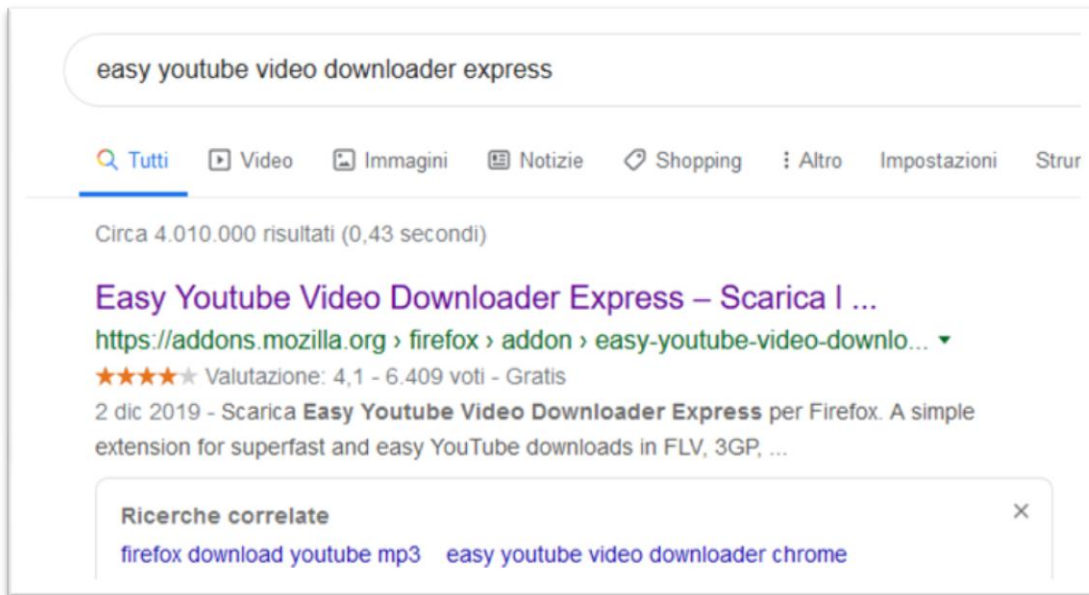 easy youtube video downloader express
Tutti Video Immagini Notizie Shopping Altro Impostazioni Strur
Circa 4.010.000 risultati (0,43 secondi)
Easy Youtube Video Downloader Express – Scarica l ...
https://addons.mozilla.org › firefox › addon › easy-youtube-video-downlo...
Valutazione: 4,1 - 6.409 voti - Gratis
2 dic 2019 - Scarica Easy Youtube Video Downloader Express per Firefox. A simple
extension for superfast and easy YouTube downloads in FLV, 3GP, ...
Ricerche correlate
firefox download youtube mp3 easy youtube video downloader chrome